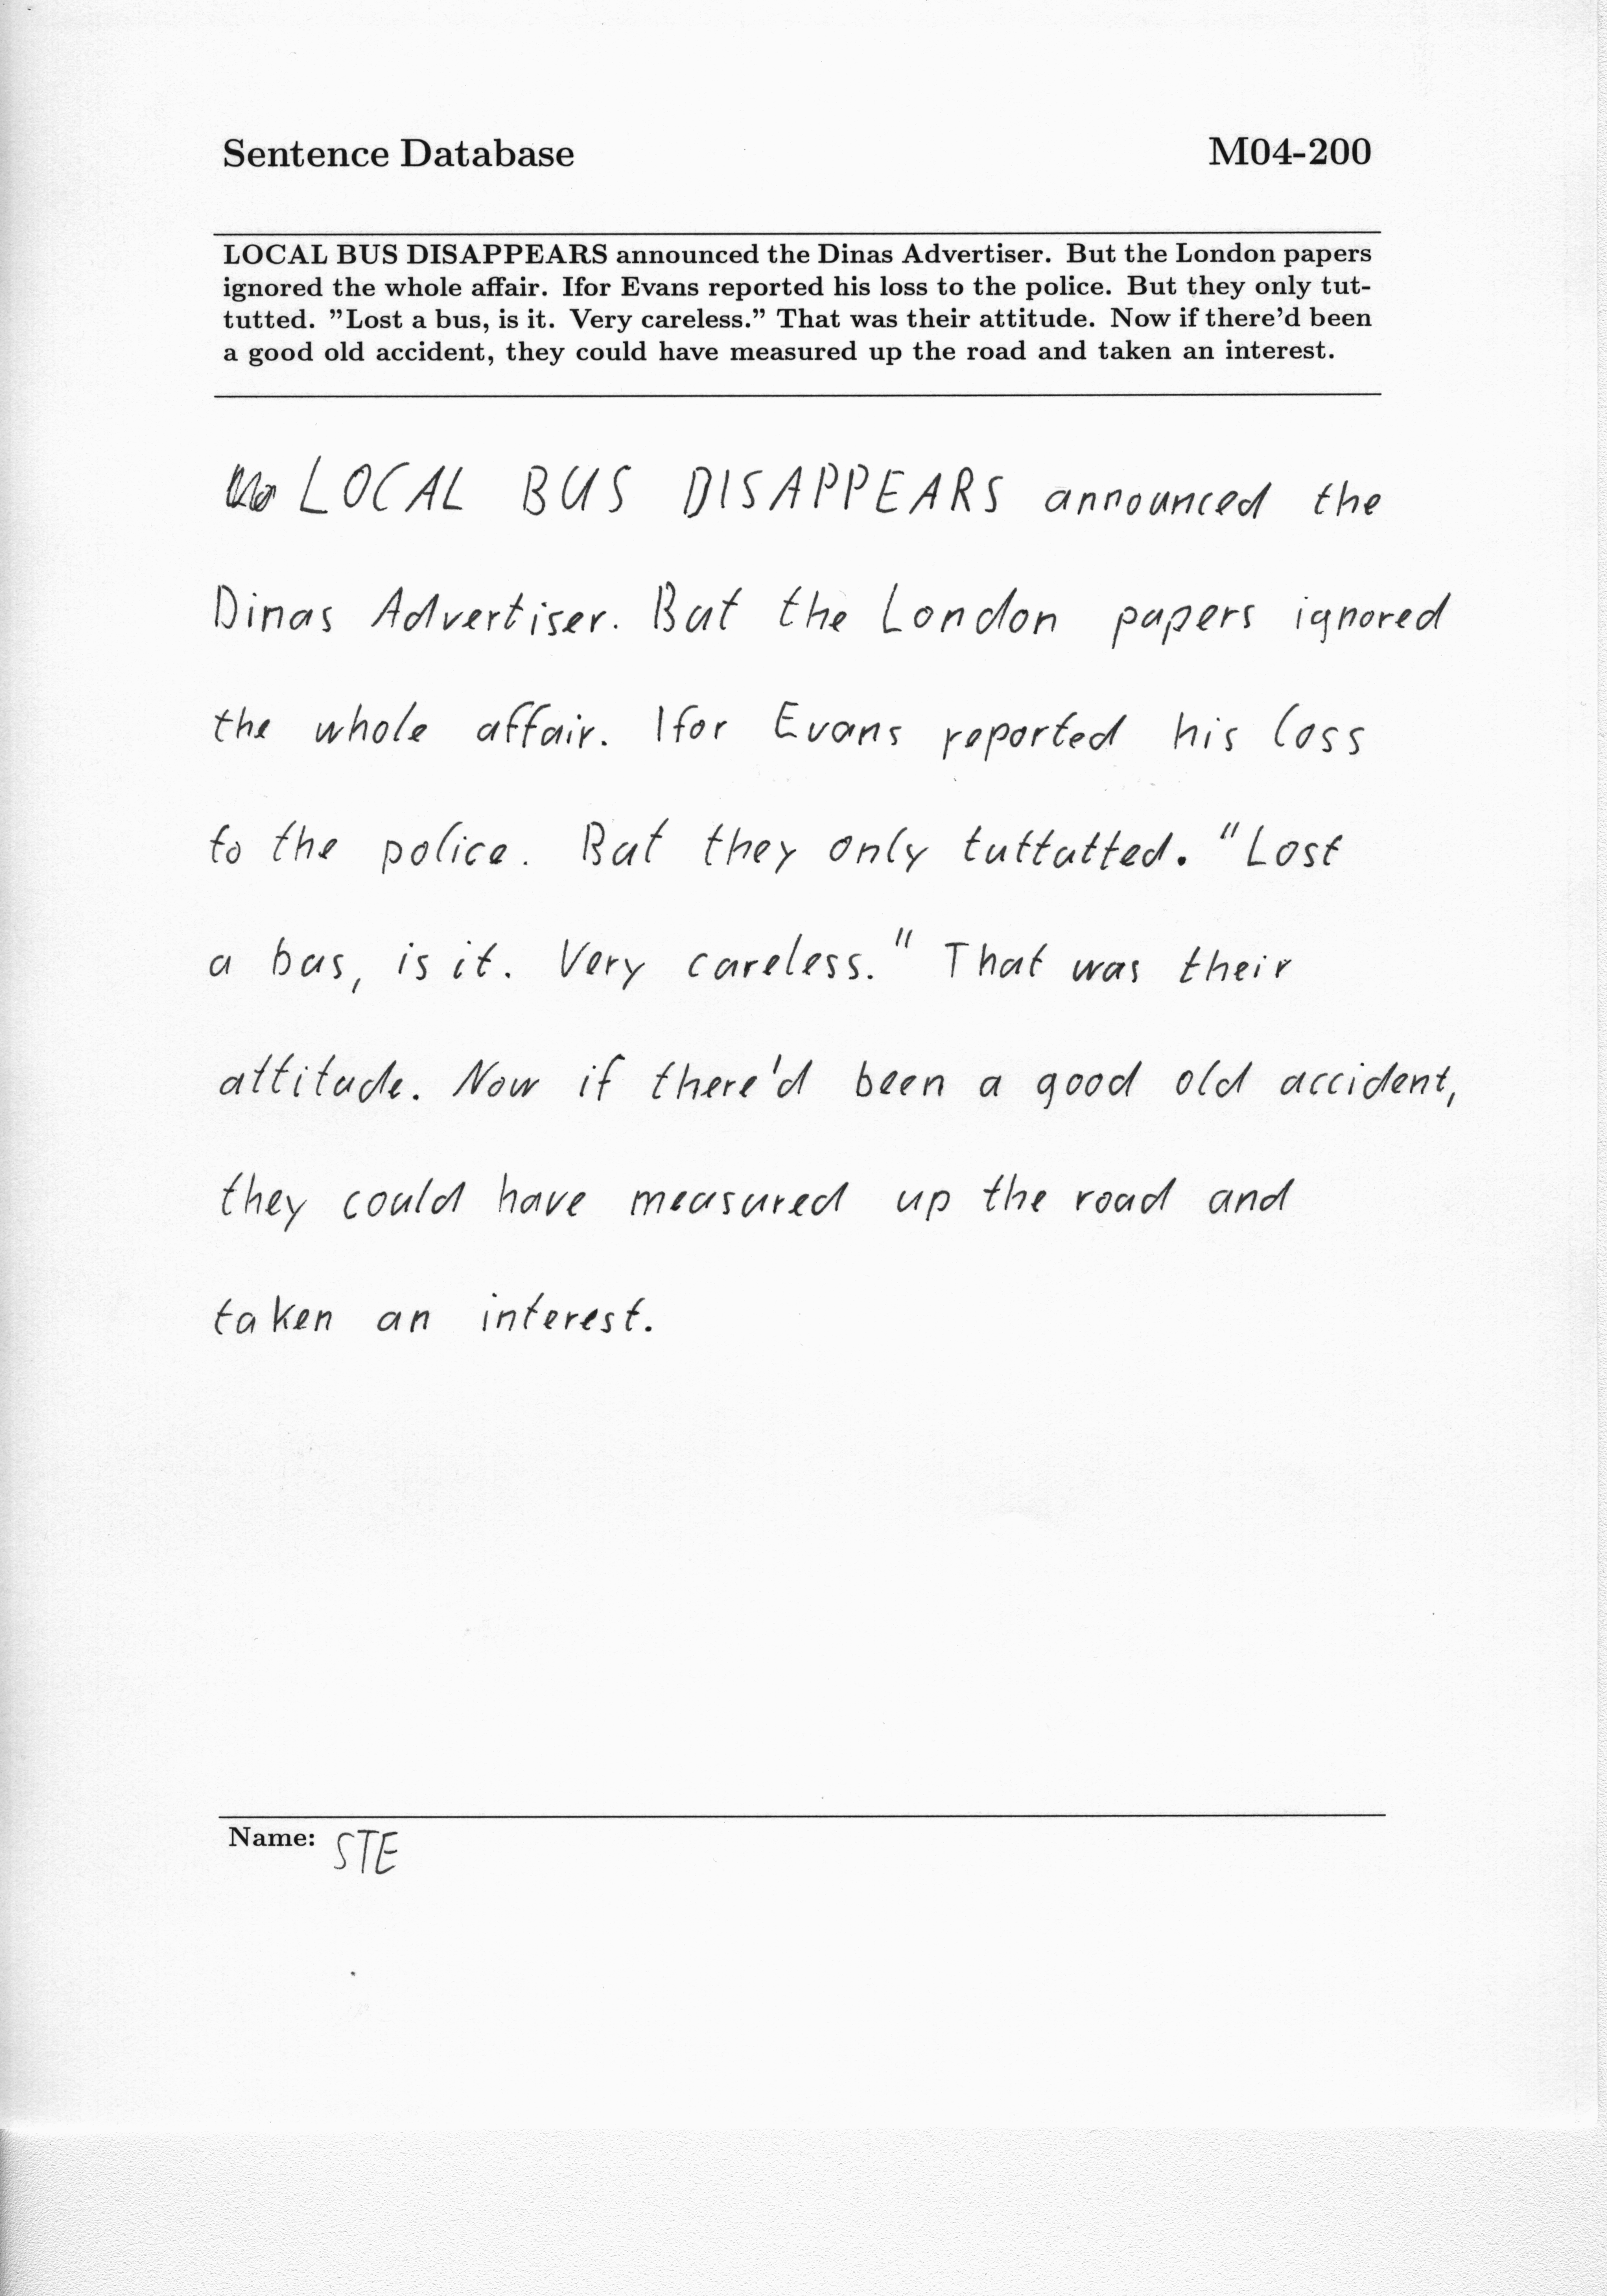 Sentence Database M04-200
LOCAL BUS DISAPPEARS announced the Dinas Advertiser. But the London papers
ignored the whole affair. Ifor Evans reported his loss to the police. But they only tut-
tutted. "Lost a bus, is it. Very careless." That was their attitude. Now if there'd been
a good old accident, they could have measured up the road and taken an interest.
LOCAL BUS DISAPPEARS announced the
Dinas Advertiser. But the London papers ignored
the whole affair. Ifor Evans reported his loss
to the police. But they only tuttutted. "Lost
a bus, is it. Very careless." That was their
attitude. Now if there'd been a good old accident,
they could have measured up the road and
taken an interest.
Name: STE